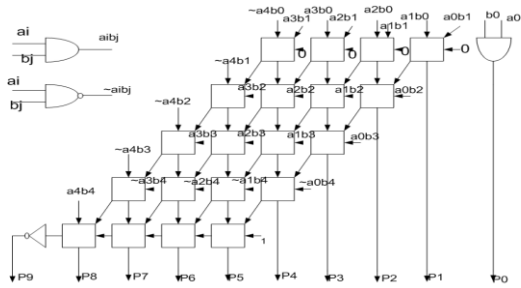 ~a4b0 a3b1 a3b0 a2b1 a2b0 a1b1 a1b0 a0b1 b0 a0
ai
bj
aibj
0 0 0 0
ai
bj
~aibj
~a4b1 a3b2 a2b2 a1b2 a0b2
~a4b2 a3b3 a2b3 a1b3 a0b3
~a4b3 ~a3b4 ~a2b4 ~a1b4 ~a0b4
a4b4
1
P9 P8 P7 P6 P5 P4 P3 P2 P1 P0